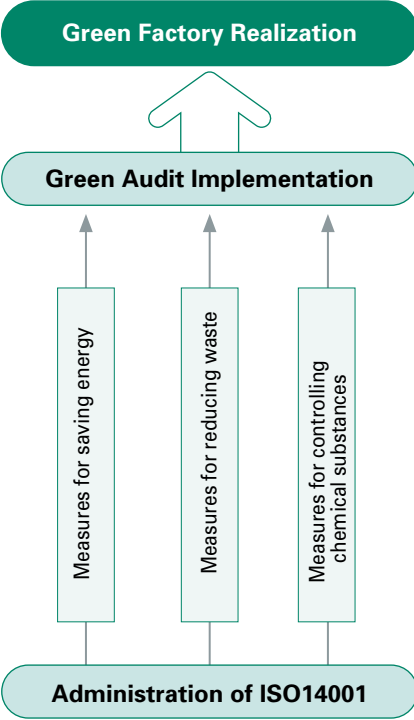 Green Factory Realization
Green Audit Implementation
Measures for saving energy
Measures for reducing waste
Measures for controlling
chemical substances
Administration of ISO14001